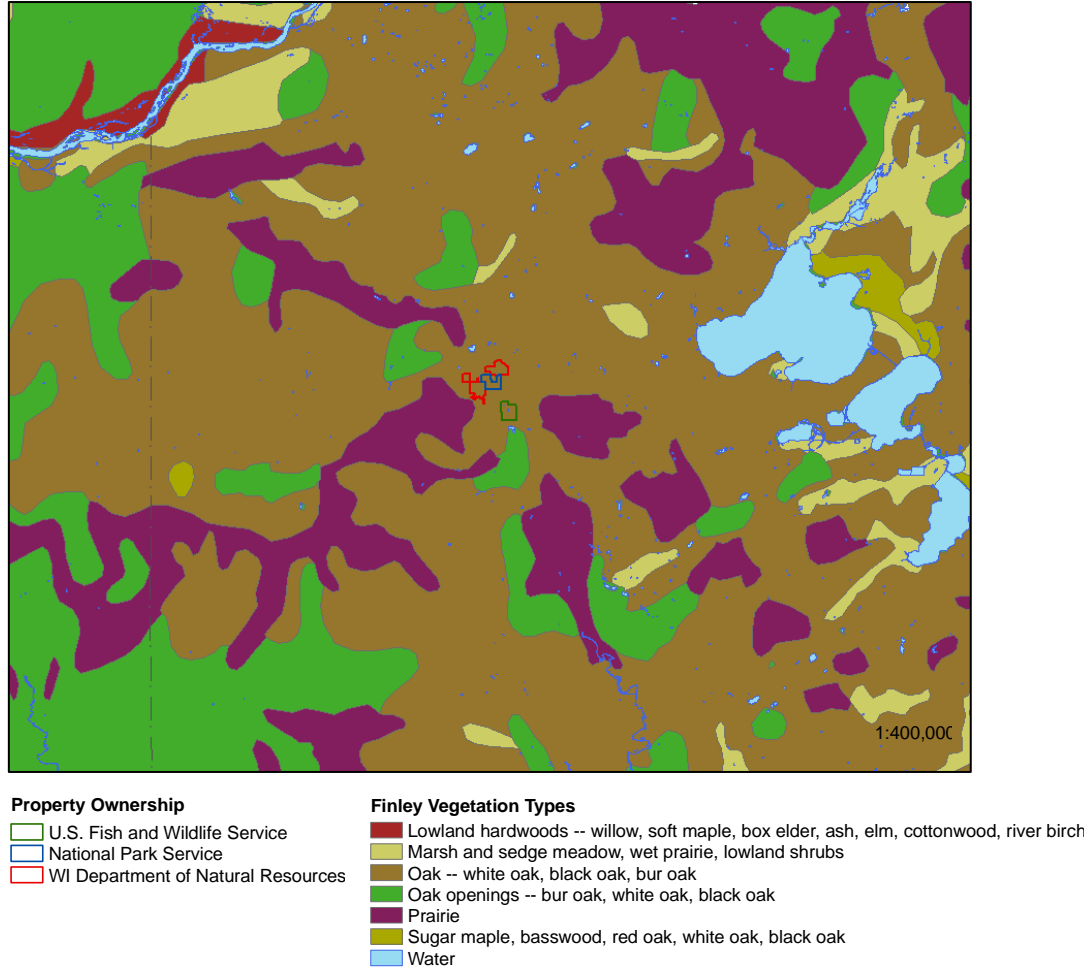 1:400,000
Property Ownership
U.S. Fish and Wildlife Service
National Park Service
WI Department of Natural Resources
Finley Vegetation Types
Lowland hardwoods -- willow, soft maple, box elder, ash, elm, cottonwood, river birch
Marsh and sedge meadow, wet prairie, lowland shrubs
Oak -- white oak, black oak, bur oak
Oak openings -- bur oak, white oak, black oak
Prairie
Sugar maple, basswood, red oak, white oak, black oak
Water